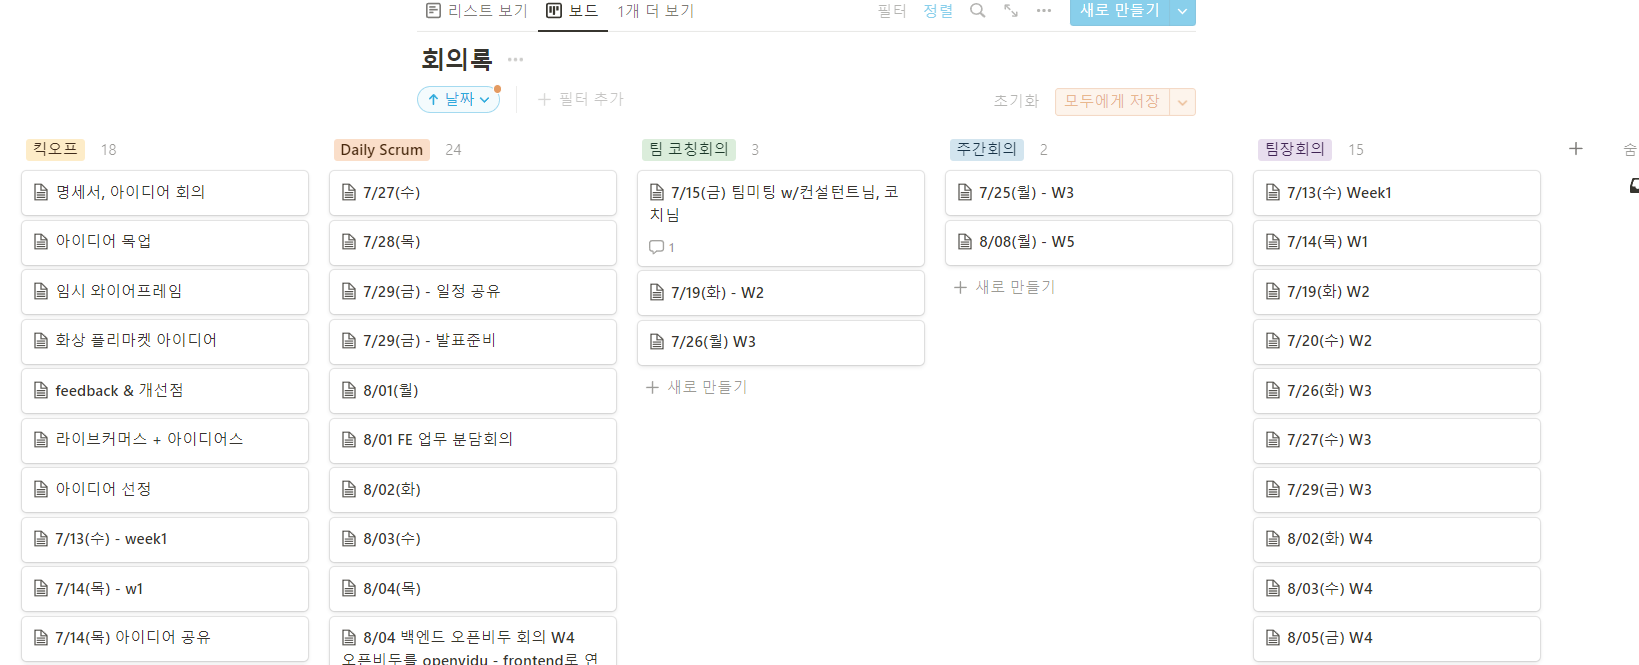 리스트 보기 보드 1개 더 보기 필터 정렬 새로 만들기
회의록
날짜 필터 추가 초기화 모두에게 저장
킥오프 18
명세서, 아이디어 회의
아이디어 목업
임시 와이어프레임
화상 플리마켓 아이디어
feedback & 개선점
라이브커머스 + 아이디어스
아이디어 선정
7/13(수) - week1
7/14(목) - w1
7/14(목) 아이디어 공유
Daily Scrum 24
7/27(수)
7/28(목)
7/29(금) - 일정 공유
7/29(금) - 발표준비
8/01(월)
8/01 FE 업무 분담회의
8/02(화)
8/03(수)
8/04(목)
8/04 백엔드 오픈비두 회의 W4
오픈비두를 openvidu - frontend로 연
팀 코칭회의 3
7/15(금) 팀미팅 w/컨설턴트님, 코
치님
1
7/19(화) - W2
7/26(월) W3
새로 만들기
주간회의 2
7/25(월) - W3
8/08(월) - W5
새로 만들기
팀장회의 15
7/13(수) Week1
7/14(목) W1
7/19(화) W2
7/20(수) W2
7/26(화) W3
7/27(수) W3
7/29(금) W3
8/02(화) W4
8/03(수) W4
8/05(금) W4
숨